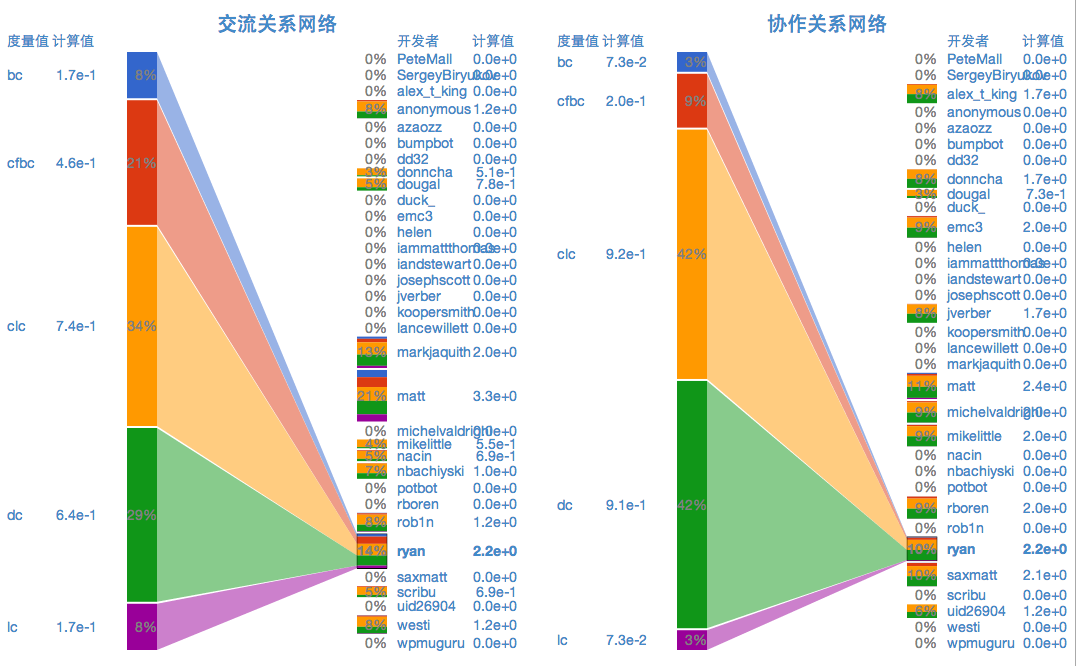 交流关系网络
度量值 计算值
开发者 计算值
bc 1.7e-1 8%
cfbc 4.6e-1 21%
clc 7.4e-1 34%
dc 6.4e-1 29%
lc 1.7e-1 8%
0% PeteMall 0.0e+0
0% SergeyBiryukov 0.0e+0
0% alex_t_king 0.0e+0
8% anonymous 1.2e+0
0% azaozz 0.0e+0
0% bumpbot 0.0e+0
0% dd32 0.0e+0
3% donncha 5.1e-1
5% dougal 7.8e-1
0% duck_ 0.0e+0
0% emc3 0.0e+0
0% helen 0.0e+0
0% iammattthomas 0.0e+0
0% iandstewart 0.0e+0
0% josephscott 0.0e+0
0% jverber 0.0e+0
0% koopersmith 0.0e+0
0% lancewillett 0.0e+0
13% markjaquith 2.0e+0
21% matt 3.3e+0
0% michelvaldrighi 0.0e+0
4% mikelittle 5.5e-1
5% nacin 6.9e-1
7% nbachiyski 1.0e+0
0% potbot 0.0e+0
0% rboren 0.0e+0
8% rob1n 1.2e+0
14% ryan 2.2e+0
0% saxmatt 0.0e+0
5% scribu 6.9e-1
0% uid26904 0.0e+0
8% westi 1.2e+0
0% wpmuguru 0.0e+0
协作关系网络
度量值 计算值
开发者 计算值
bc 7.3e-2 3%
cfbc 2.0e-1 9%
clc 9.2e-1 42%
dc 9.1e-1 42%
lc 7.3e-2 3%
0% PeteMall 0.0e+0
0% SergeyBiryukov 0.0e+0
8% alex_t_king 1.7e+0
0% anonymous 0.0e+0
0% azaozz 0.0e+0
0% bumpbot 0.0e+0
0% dd32 0.0e+0
8% donncha 1.7e+0
3% dougal 7.3e-1
0% duck_ 0.0e+0
9% emc3 2.0e+0
0% helen 0.0e+0
0% iammattthomas 0.0e+0
0% iandstewart 0.0e+0
0% josephscott 0.0e+0
8% jverber 1.7e+0
0% koopersmith 0.0e+0
0% lancewillett 0.0e+0
0% markjaquith 0.0e+0
11% matt 2.4e+0
9% michelvaldrighi 2.0e+0
9% mikelittle 2.0e+0
0% nacin 0.0e+0
0% nbachiyski 0.0e+0
0% potbot 0.0e+0
9% rboren 2.0e+0
0% rob1n 0.0e+0
10% ryan 2.2e+0
10% saxmatt 2.1e+0
0% scribu 0.0e+0
6% uid26904 1.2e+0
0% westi 0.0e+0
0% wpmuguru 0.0e+0